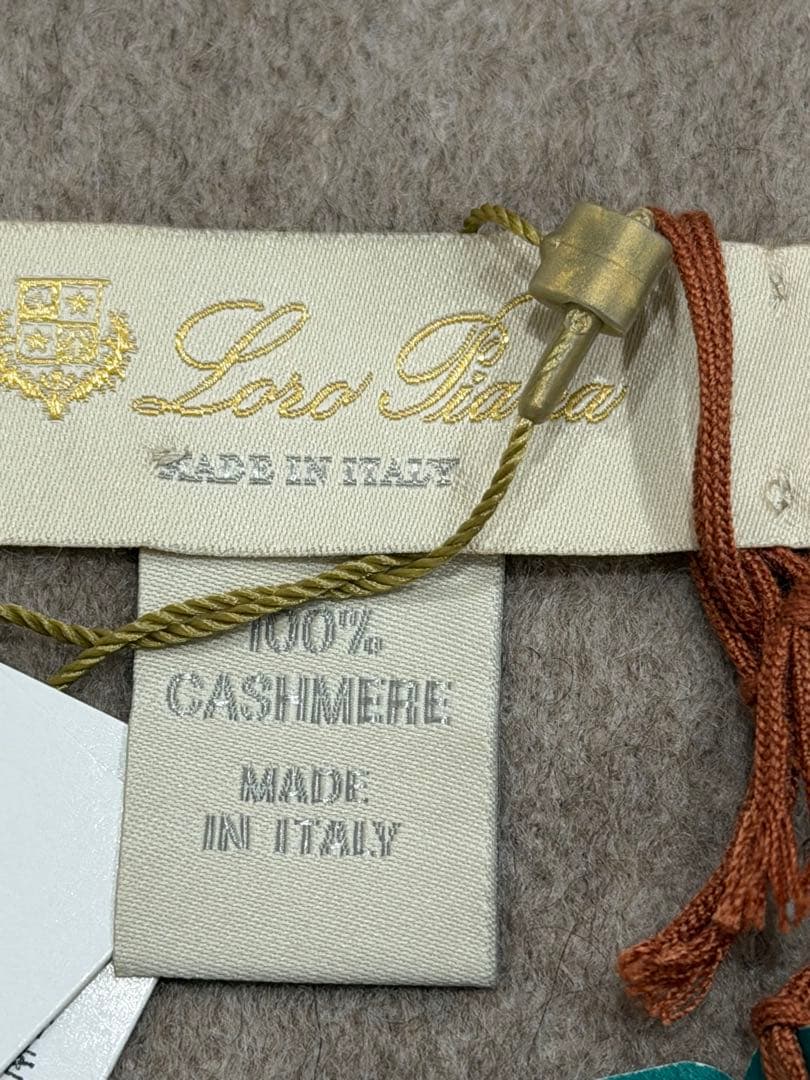 Loro Piana
MADE IN ITALY
100%
CASHMERE
MADE
IN ITALY